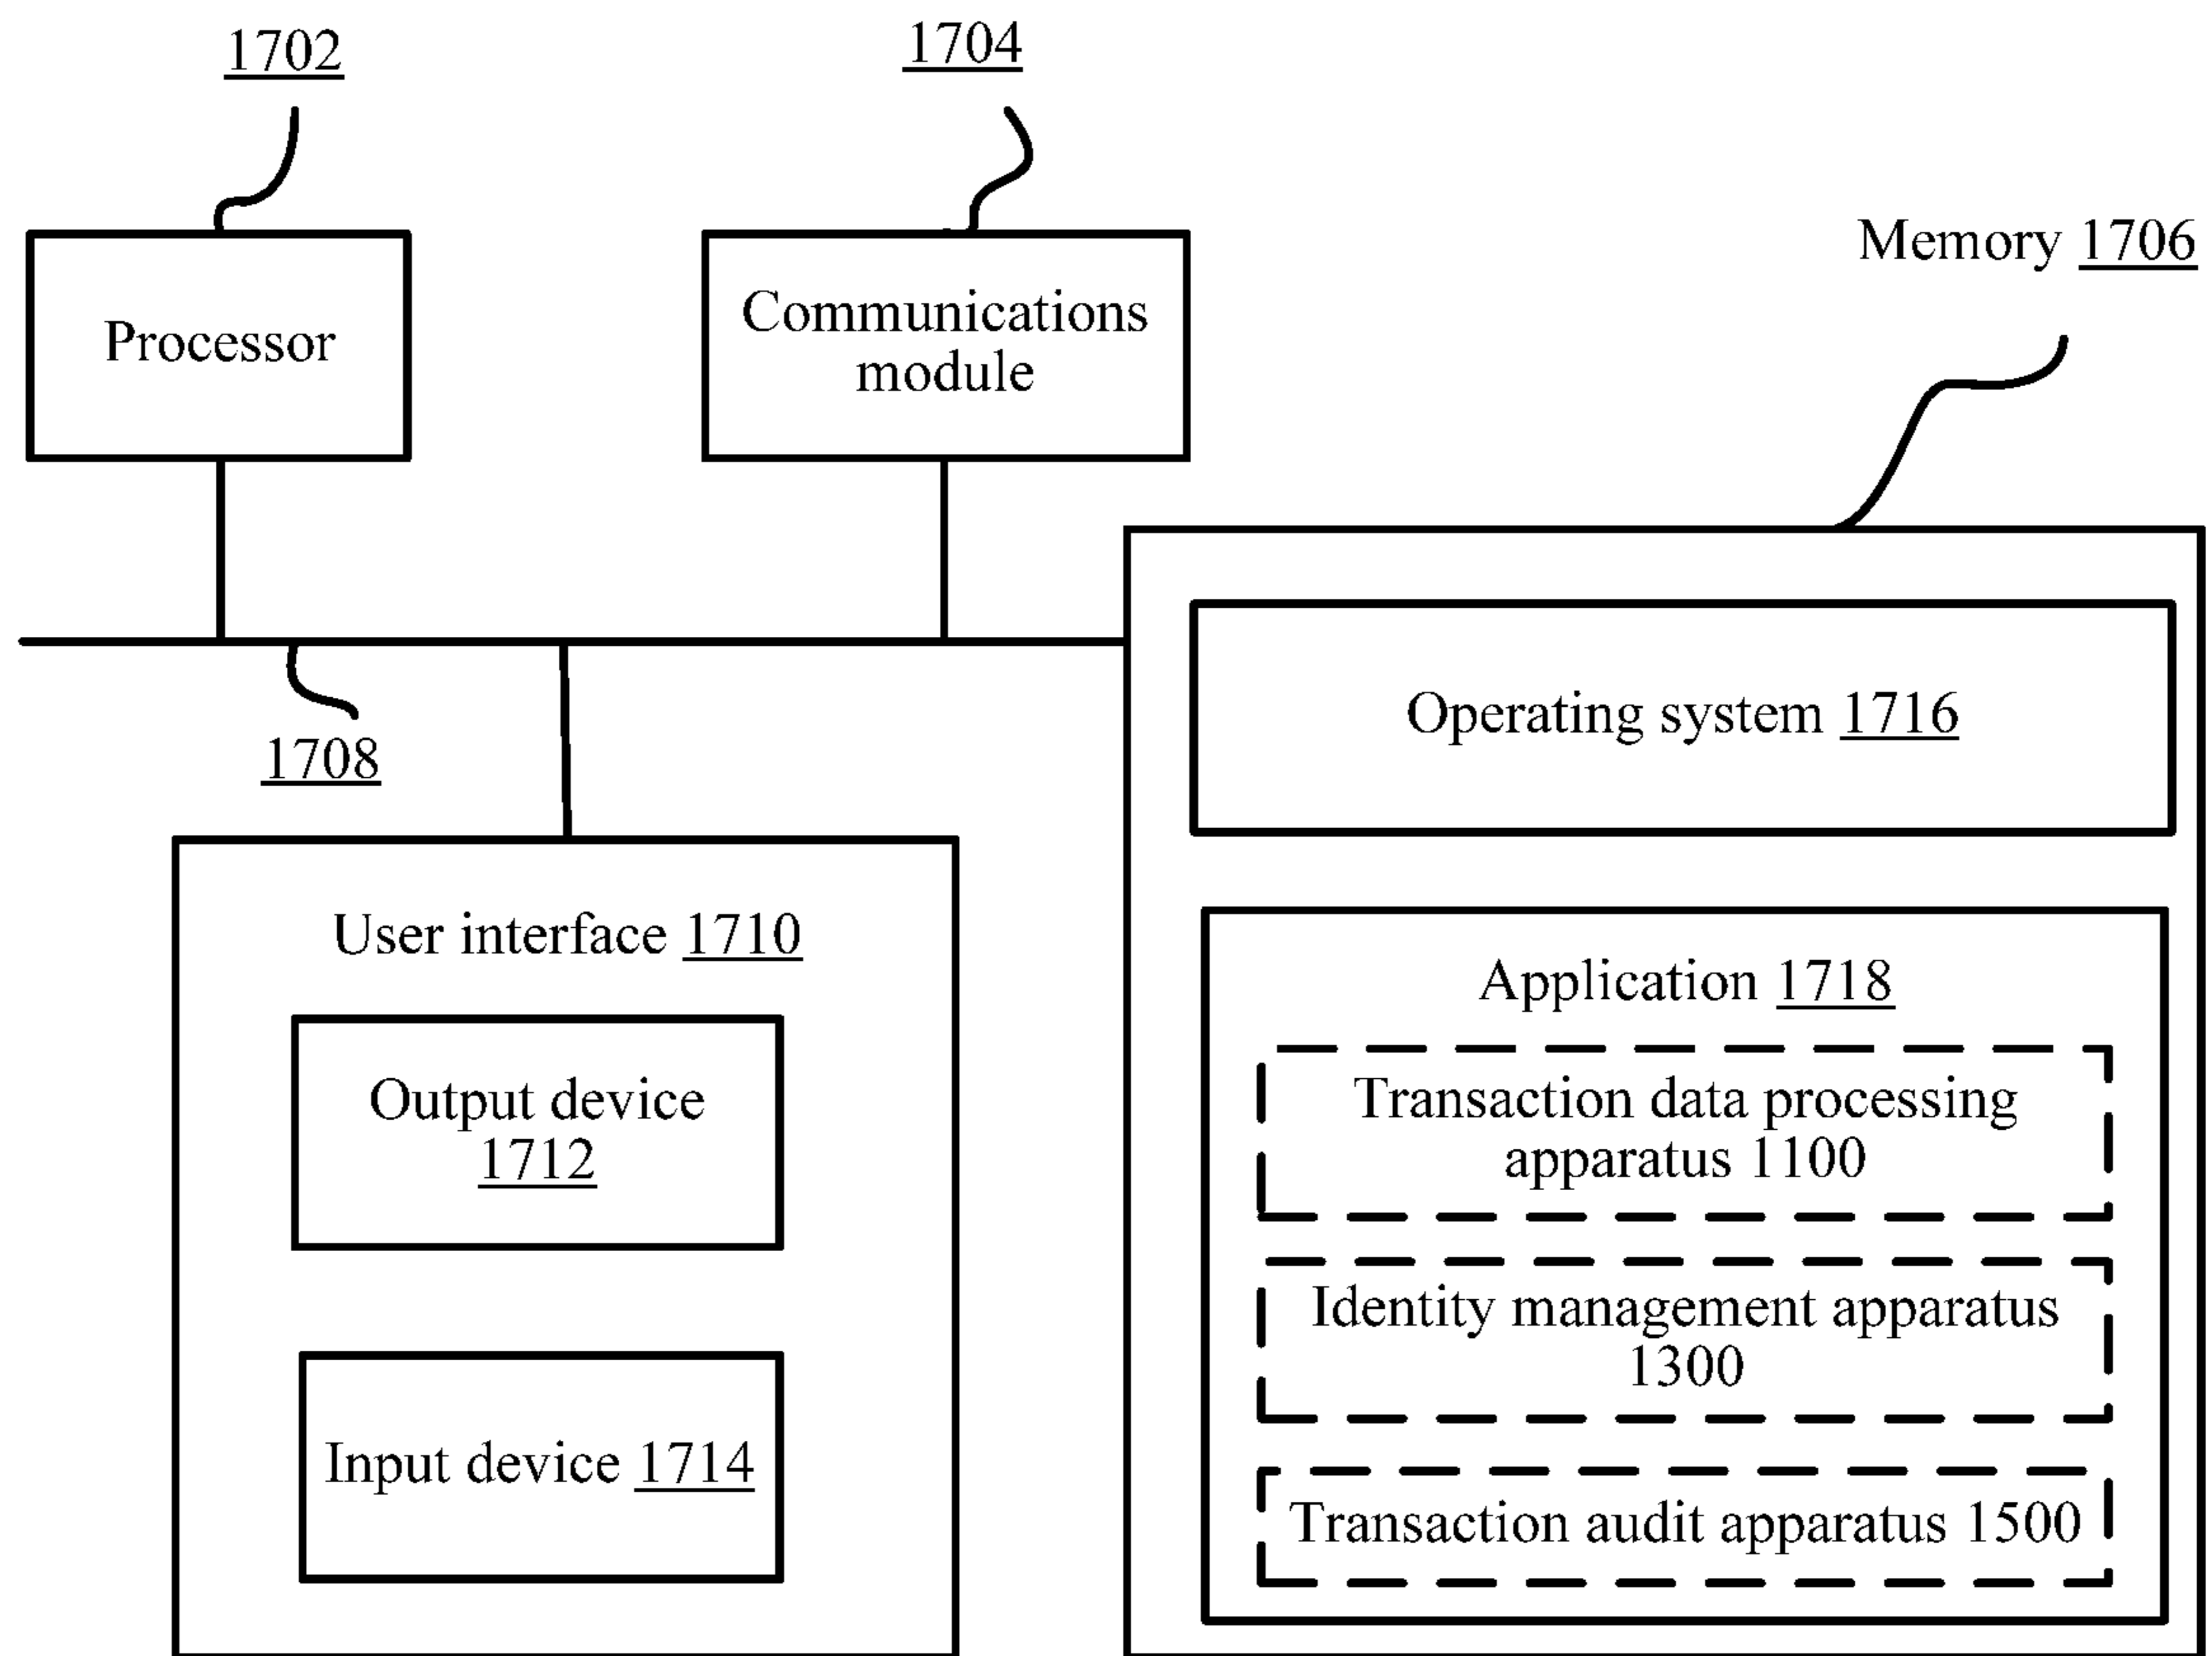 1702
1704
Memory 1706
Processor
Communications
module
1708
Operating system 1716
User interface 1710
Output device
1712
Input device 1714
Application 1718
Transaction data processing
apparatus 1100
Identity management apparatus
1300
Transaction audit apparatus 1500